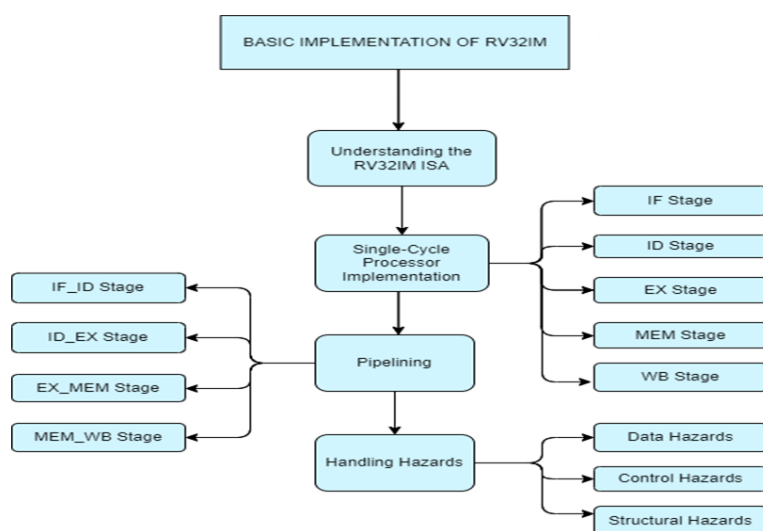 BASIC IMPLEMENTATION OF RV32IM
Understanding the
RV32IM ISA
Single-Cycle
Processor
Implementation
IF Stage
ID Stage
EX Stage
MEM Stage
WB Stage
Pipelining
IF_ID Stage
ID_EX Stage
EX_MEM Stage
MEM_WB Stage
Handling Hazards
Data Hazards
Control Hazards
Structural Hazards